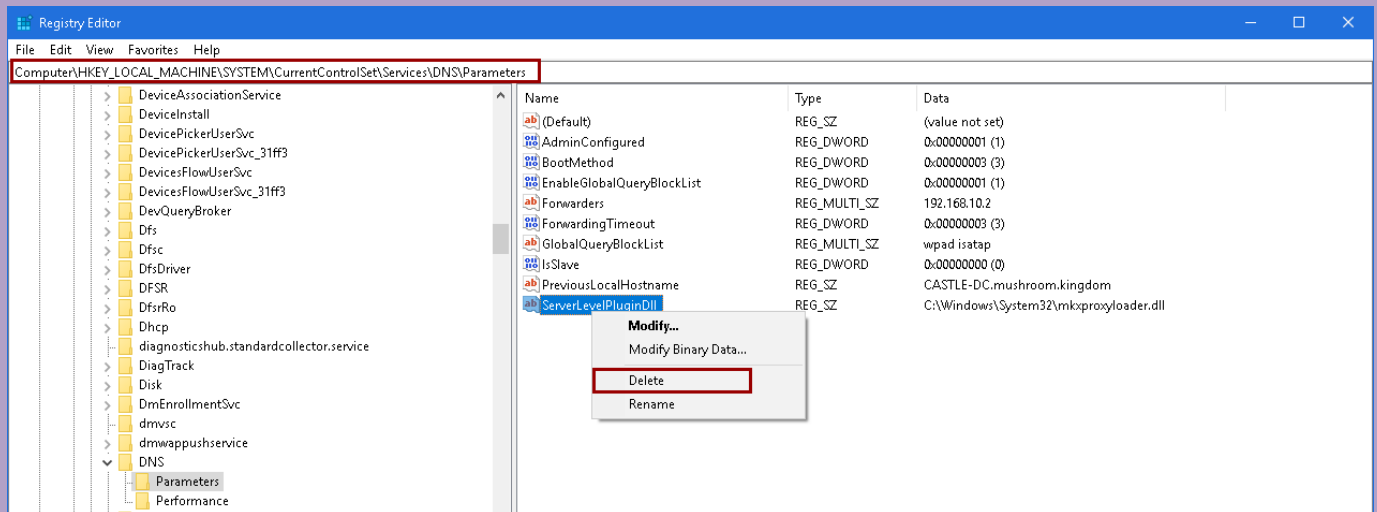 Registry Editor
File Edit View Favorites Help
Computer\HKEY_LOCAL_MACHINE\SYSTEM\CurrentControlSet\Services\DNS\Parameters
DeviceAssociationService
DeviceInstall
DevicePickerUserSvc
DevicePickerUserSvc_31ff3
DevicesFlowUserSvc
DevicesFlowUserSvc_31ff3
DevQueryBroker
Dfs
Dfsc
DfsDriver
DFSR
DfsrRo
Dhcp
diagnosticshub.standardcollector.service
DiagTrack
Disk
DmEnrollmentSvc
dmvsc
dmwappushservice
DNS
Parameters
Performance
Name Type Data
(Default) REG_SZ (value not set)
AdminConfigured REG_DWORD 0x00000001 (1)
BootMethod REG_DWORD 0x00000003 (3)
EnableGlobalQueryBlockList REG_DWORD 0x00000001 (1)
Forwarders REG_MULTI_SZ 192.168.10.2
ForwardingTimeout REG_DWORD 0x00000003 (3)
GlobalQueryBlockList REG_MULTI_SZ wpad isatap
IsSlave REG_DWORD 0x00000000 (0)
PreviousLocalHostname REG_SZ CASTLE-DC.mushroom.kingdom
ServerLevelPluginDll REG_SZ C:\Windows\System32\mkxproxyloader.dll
Modify...
Modify Binary Data...
Delete
Rename